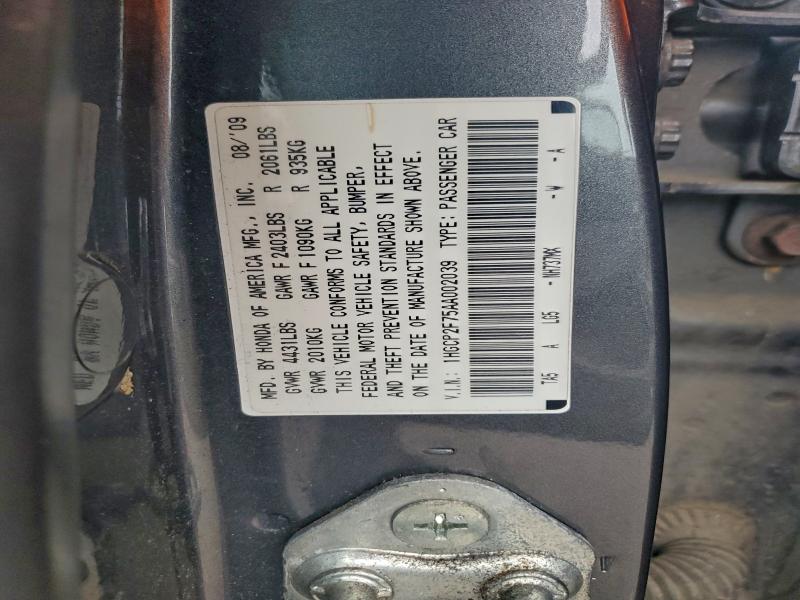 MFD. BY HONDA OF AMERICA MFG., INC. 08/'09
GVWR 4431LBS GAWR F 2403LBS R 2061LBS
GVWR 2010KG GAWR F 1090KG R 935KG
THIS VEHICLE CONFORMS TO ALL APPLICABLE
FEDERAL MOTOR VEHICLE SAFETY, BUMPER,
AND THEFT PREVENTION STANDARDS IN EFFECT
ON THE DATE OF MANUFACTURE SHOWN ABOVE.
V.I.N.: 1HGCP2F75AA002039 TYPE: PASSENGER CAR
TA5 A LG5 - NH737MX - W - A